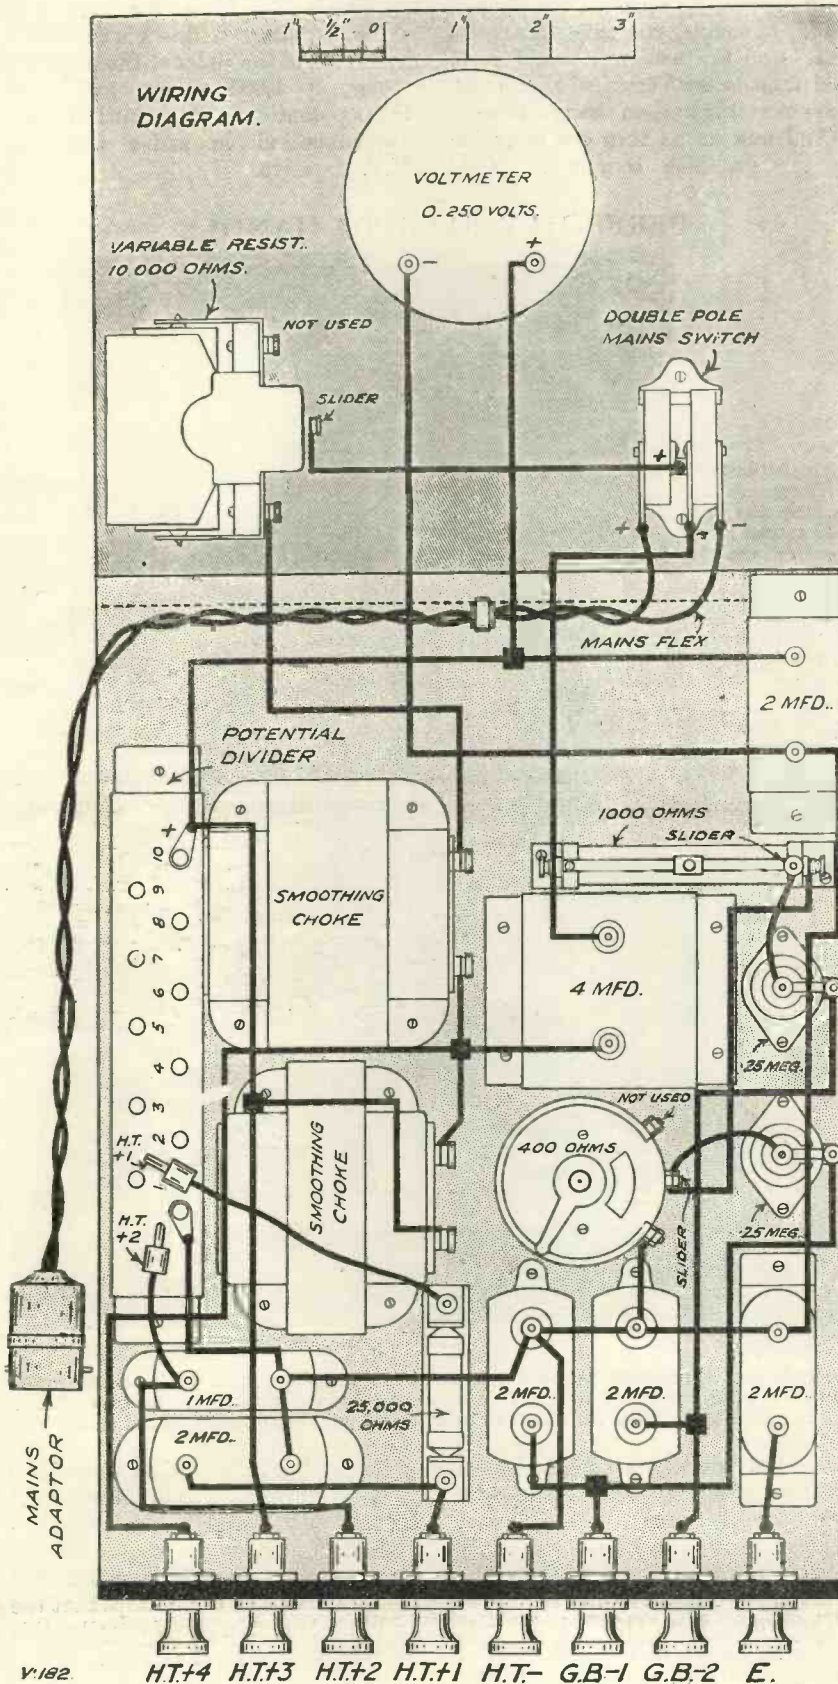 1" ½" 0 1" 2" 3"
WIRING
DIAGRAM.
VOLTMETER
0-250 VOLTS.
- +
VARIABLE RESIST..
10,000 OHMS.
NOT USED
SLIDER
DOUBLE POLE
MAINS SWITCH
+
+ -
MAINS FLEX
2 MFD..
POTENTIAL
DIVIDER
+
10
9
8
7
6
5
4
3
2
1
SMOOTHING
CHOKE
1000 OHMS
SLIDER
4 MFD.
·25 MEG.
NOT USED
400 OHMS
SLIDER
·25 MEG.
H.T.
+1
H.T.
+2
SMOOTHING
CHOKE
1 MFD..
2 MFD..
25,000
OHMS
2 MFD..
2 MFD.
2 MFD.
MAINS
ADAPTOR
V·182. H.T.+4 H.T.+3 H.T.+2 H.T.+1 H.T.- G.B-1 G.B.-2 E.